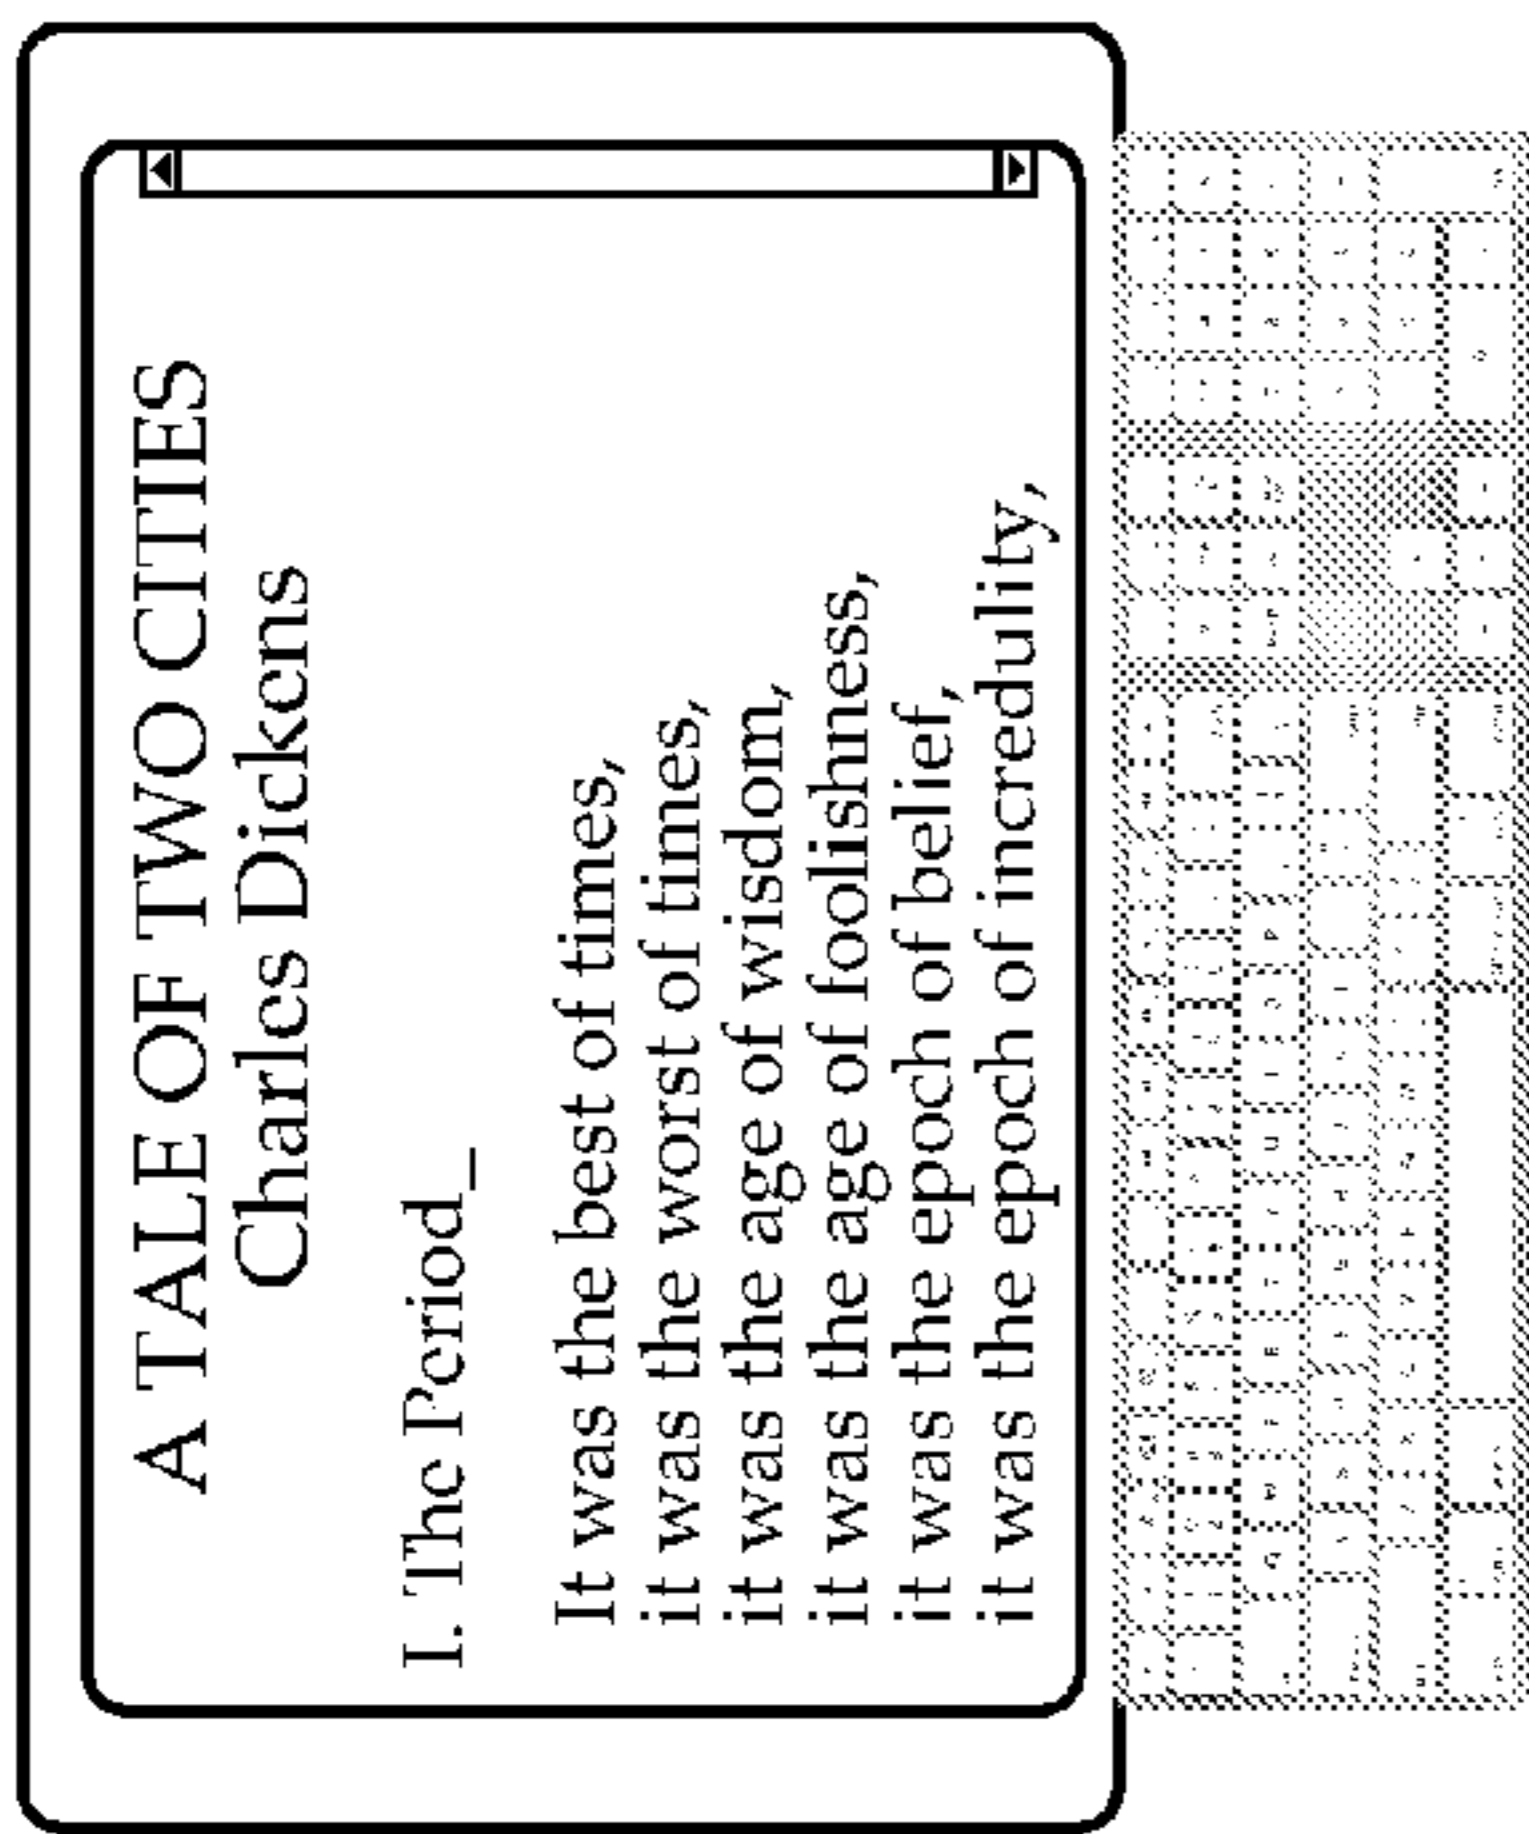 A TALE OF TWO CITIES
Charles Dickens
I. The Period_
It was the best of times,
it was the worst of times,
it was the age of wisdom,
it was the age of foolishness,
it was the epoch of belief,
it was the epoch of incredulity,